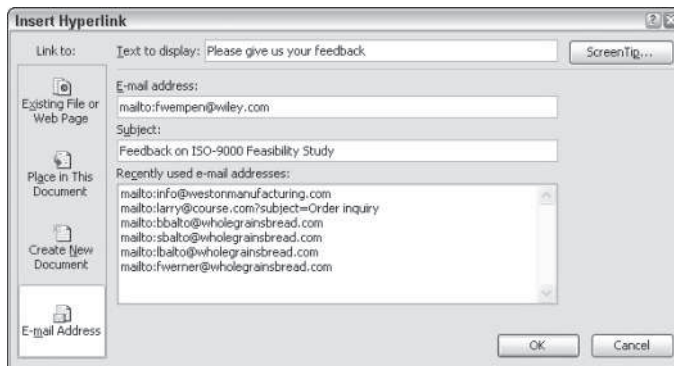 Insert Hyperlink
Link to:
Text to display: Please give us your feedback
ScreenTip...
Existing File or
Web Page
Place in This
Document
Create New
Document
E-mail Address
E-mail address:
mailto:fwempen@wiley.com
Subject:
Feedback on ISO-9000 Feasibility Study
Recently used e-mail addresses:
mailto:info@westonmanufacturing.com
mailto:larry@course.com?subject=Order inquiry
mailto:bbalto@wholegrainsbread.com
mailto:sbalto@wholegrainsbread.com
mailto:lbalto@wholegrainsbread.com
mailto:fwerner@wholegrainsbread.com
OK
Cancel